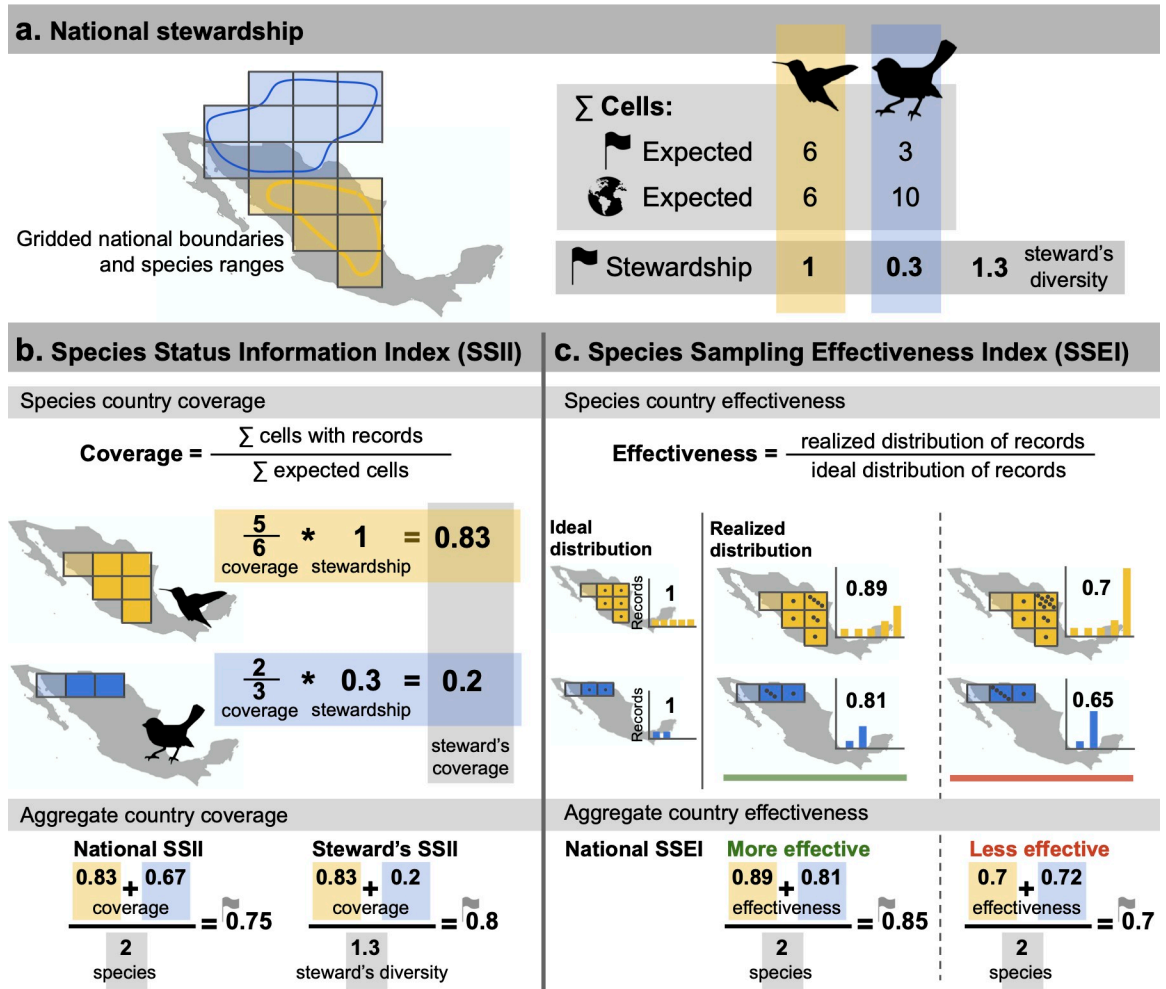 a. National stewardship
Gridded national boundaries
and species ranges
∑ Cells:
Expected 6 3
Expected 6 10
Stewardship 1 0.3 1.3 steward's
diversity
b. Species Status Information Index (SSII)
Species country coverage
Coverage = ∑ cells with records
∑ expected cells
5
6 * 1 = 0.83
coverage stewardship
2
3 * 0.3 = 0.2
coverage stewardship
steward's
coverage
Aggregate country coverage
National SSII
0.83 + 0.67
coverage
= 0.75
2
species
Steward's SSII
0.83 + 0.2
coverage
= 0.8
1.3
steward's diversity
c. Species Sampling Effectiveness Index (SSEI)
Species country effectiveness
Effectiveness = realized distribution of records
ideal distribution of records
Ideal
distribution
Realized
distribution
Records
1
0.89
0.7
Records
1
0.81
0.65
Aggregate country effectiveness
National SSEI
More effective
0.89 + 0.81
effectiveness
= 0.85
2
species
Less effective
0.7 + 0.72
effectiveness
= 0.7
2
species